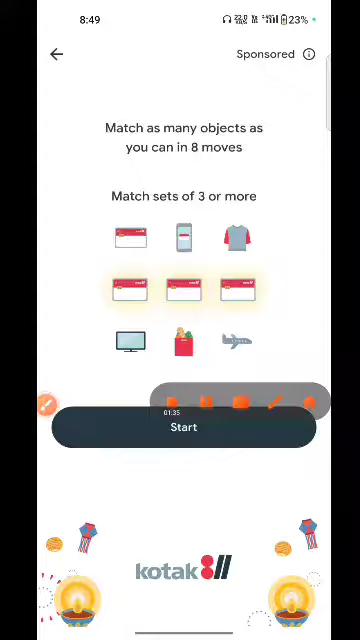 8:49
23%
Sponsored
Match as many objects as
you can in 8 moves
Match sets of 3 or more
01:35
Start
kotak 811